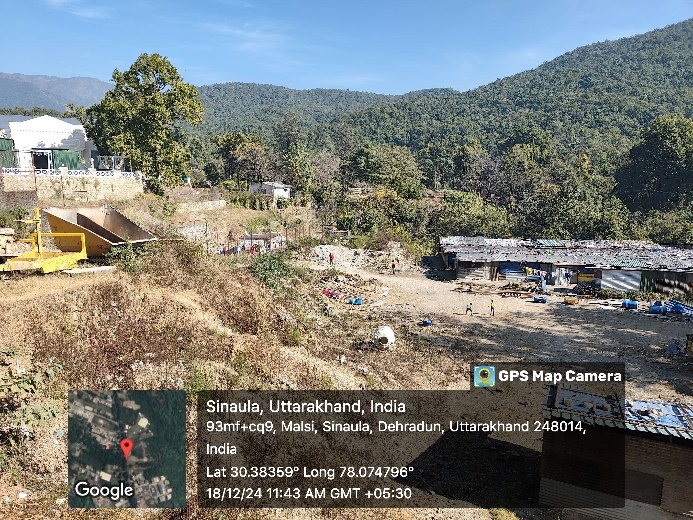 GPS Map Camera
Sinaula, Uttarakhand, India
93mf+cq9, Malsi, Sinaula, Dehradun, Uttarakhand 248014,
India
Lat 30.38359° Long 78.074796°
18/12/24 11:43 AM GMT +05:30
Google